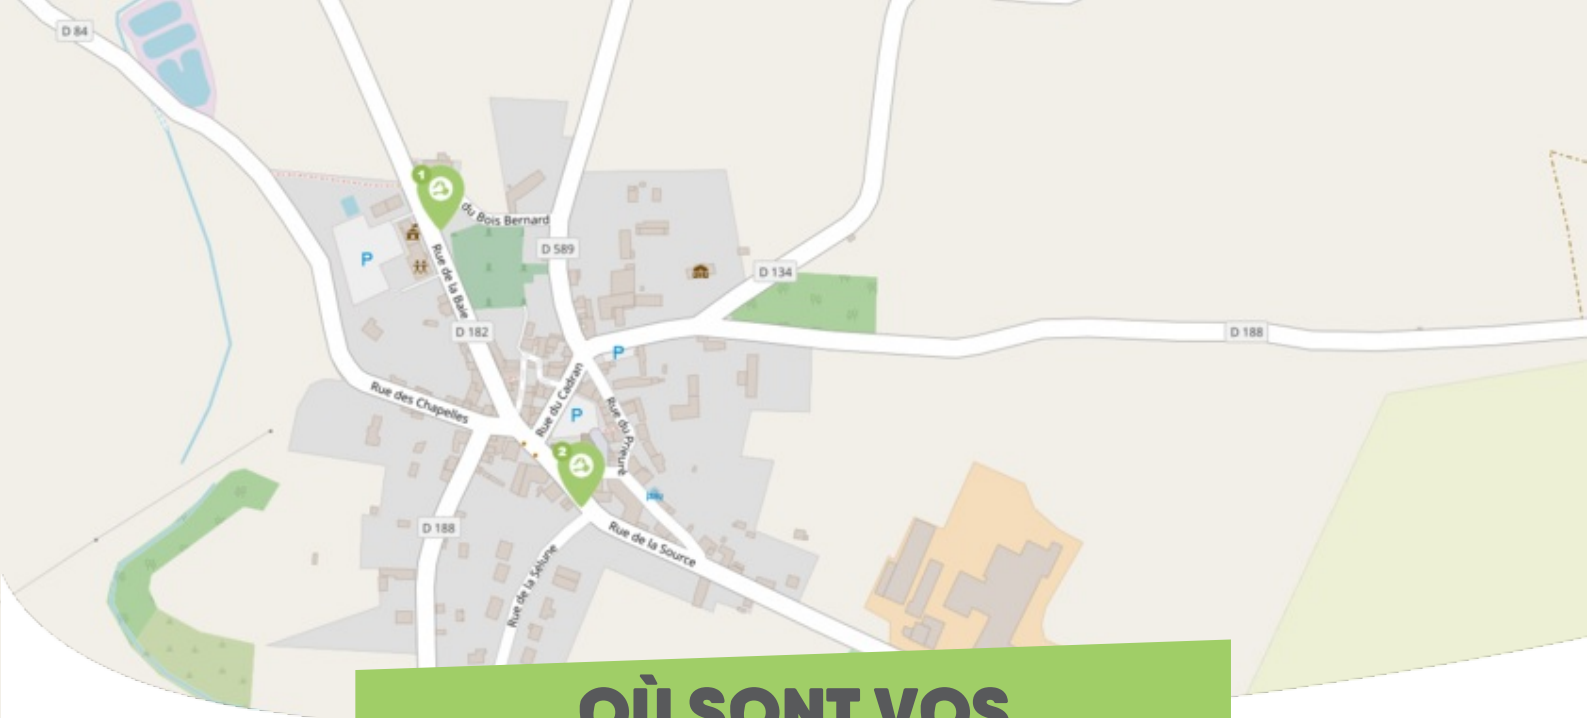 D 84
1
du Bois Bernard
D 589
P
Rue de la Baie
D 134
D 182
D 188
P
Rue des Chapelles
Rue du Cadran
P
Rue du Prieuré
2
D 188
Rue de la Source
Rue de la Sélune
OÙ SONT VOS